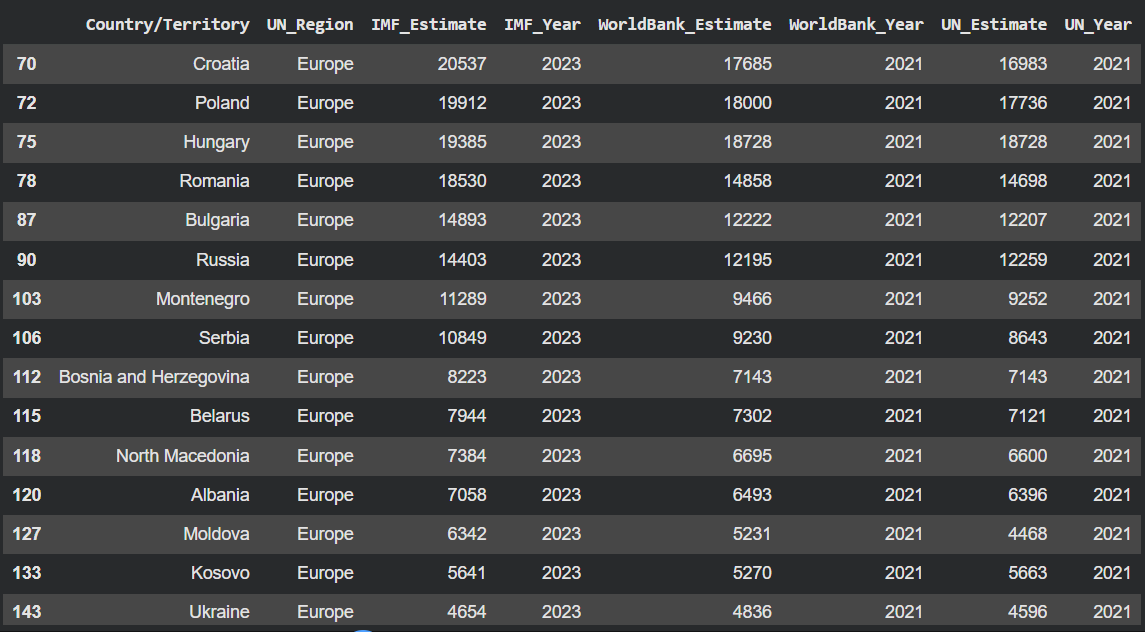 Country/Territory UN_Region IMF_Estimate IMF_Year WorldBank_Estimate WorldBank_Year UN_Estimate UN_Year
70 Croatia Europe 20537 2023 17685 2021 16983 2021
72 Poland Europe 19912 2023 18000 2021 17736 2021
75 Hungary Europe 19385 2023 18728 2021 18728 2021
78 Romania Europe 18530 2023 14858 2021 14698 2021
87 Bulgaria Europe 14893 2023 12222 2021 12207 2021
90 Russia Europe 14403 2023 12195 2021 12259 2021
103 Montenegro Europe 11289 2023 9466 2021 9252 2021
106 Serbia Europe 10849 2023 9230 2021 8643 2021
112 Bosnia and Herzegovina Europe 8223 2023 7143 2021 7143 2021
115 Belarus Europe 7944 2023 7302 2021 7121 2021
118 North Macedonia Europe 7384 2023 6695 2021 6600 2021
120 Albania Europe 7058 2023 6493 2021 6396 2021
127 Moldova Europe 6342 2023 5231 2021 4468 2021
133 Kosovo Europe 5641 2023 5270 2021 5663 2021
143 Ukraine Europe 4654 2023 4836 2021 4596 2021